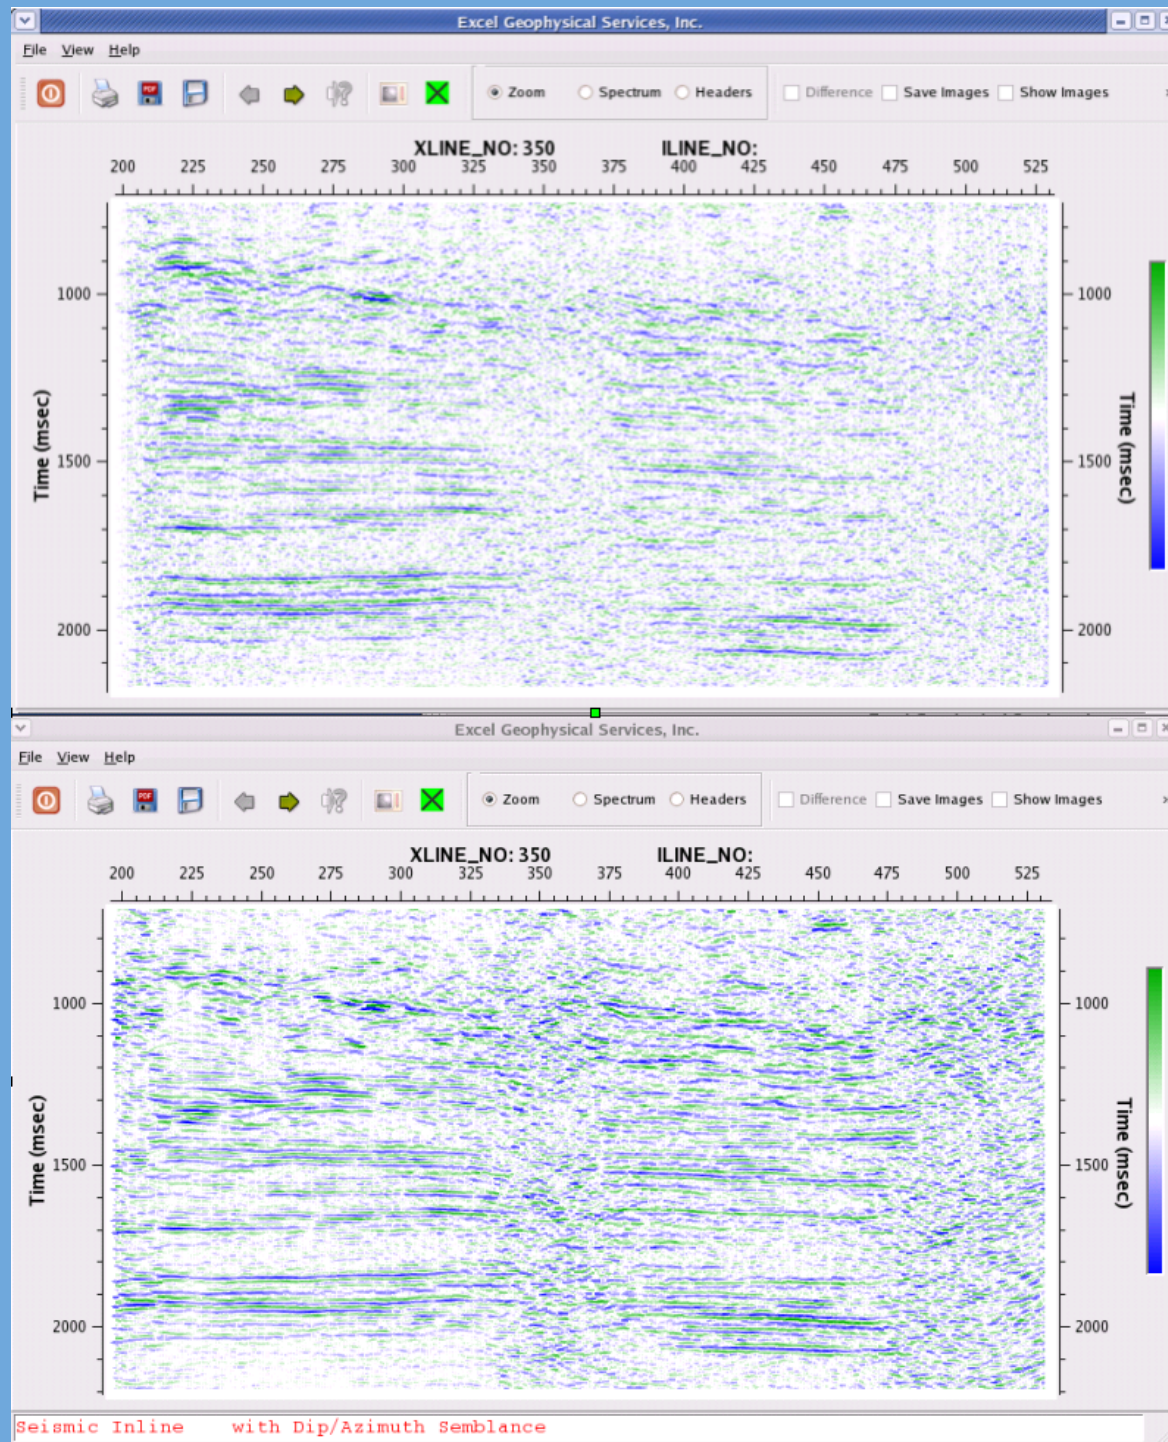 Excel Geophysical Services, Inc.
File View Help
PDF
Zoom Spectrum Headers Difference Save Images Show Images
XLINE_NO: 350 ILINE_NO:
200 225 250 275 300 325 350 375 400 425 450 475 500 525
Time (msec)
1000 1000
1500 1500
2000 2000
Time (msec)
Excel Geophysical Services, Inc.
File View Help
PDF
Zoom Spectrum Headers Difference Save Images Show Images
XLINE_NO: 350 ILINE_NO:
200 225 250 275 300 325 350 375 400 425 450 475 500 525
Time (msec)
1000 1000
1500 1500
2000 2000
Time (msec)
Seismic Inline with Dip/Azimuth Semblance